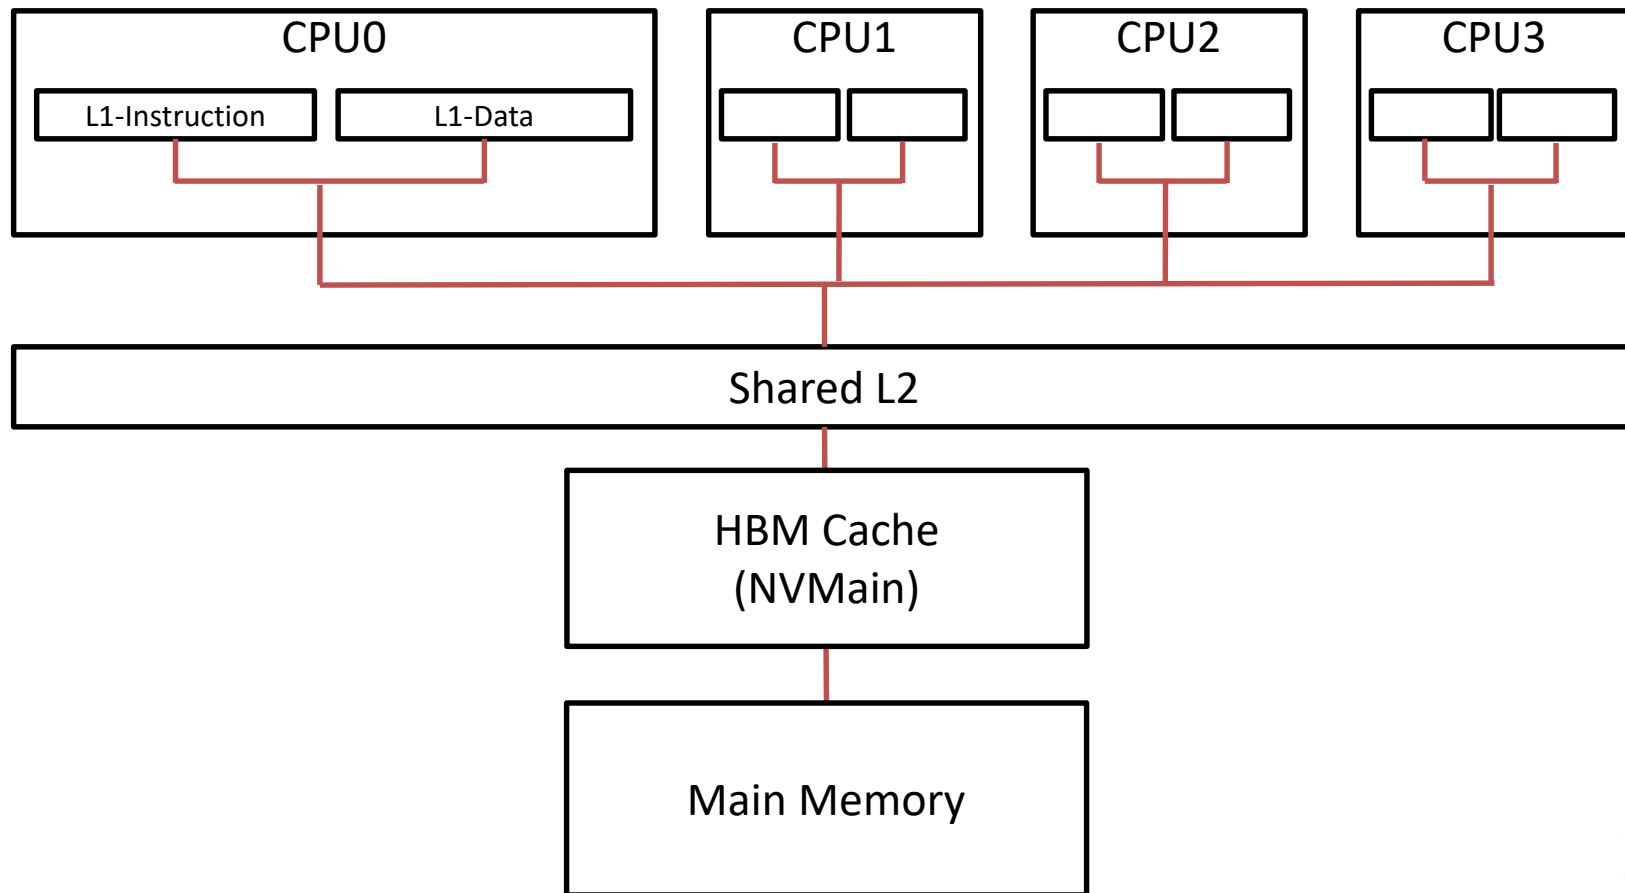 CPU0
CPU1
CPU2
CPU3
L1-Instruction
L1-Data
Shared L2
HBM Cache
(NVMain)
Main Memory